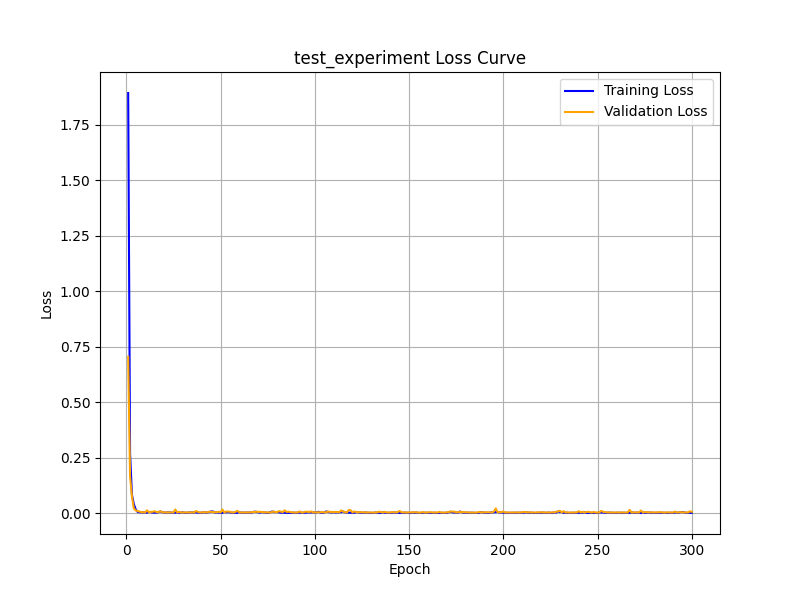 test_experiment Loss Curve
Training Loss
Validation Loss
1.75
1.50
1.25
1.00
0.75
0.50
0.25
0.00
Loss
0 50 100 150 200 250 300
Epoch